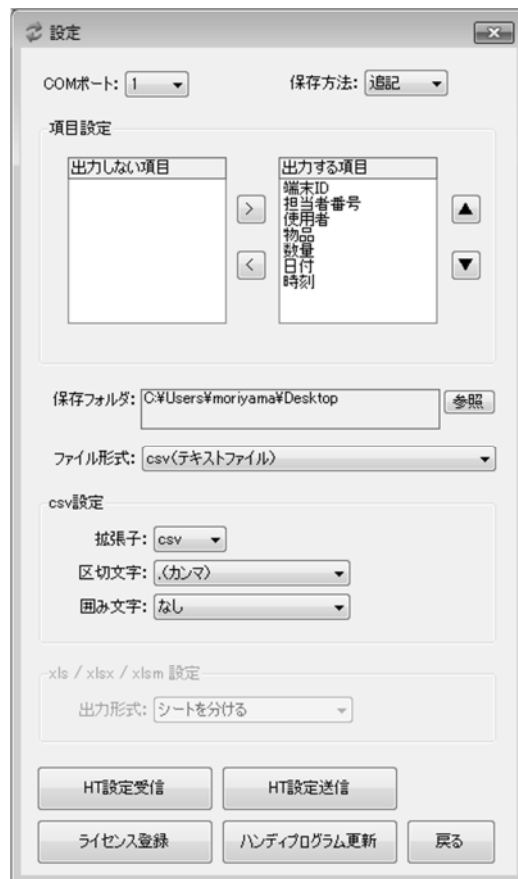 設定
COMポート: 1 保存方法: 追記
項目設定
出力しない項目
出力する項目
端末ID
担当者番号
使用者
物品
数量
日付
時刻
>
<
▲
▼
保存フォルダ: C:¥Users¥moriyama¥Desktop 参照
ファイル形式: csv(テキストファイル)
csv設定
拡張子: csv
区切文字: ,(カンマ)
囲み文字: なし
xls / xlsx / xlsm 設定
出力形式: シートを分ける
HT設定受信 HT設定送信
ライセンス登録 ハンディプログラム更新 戻る